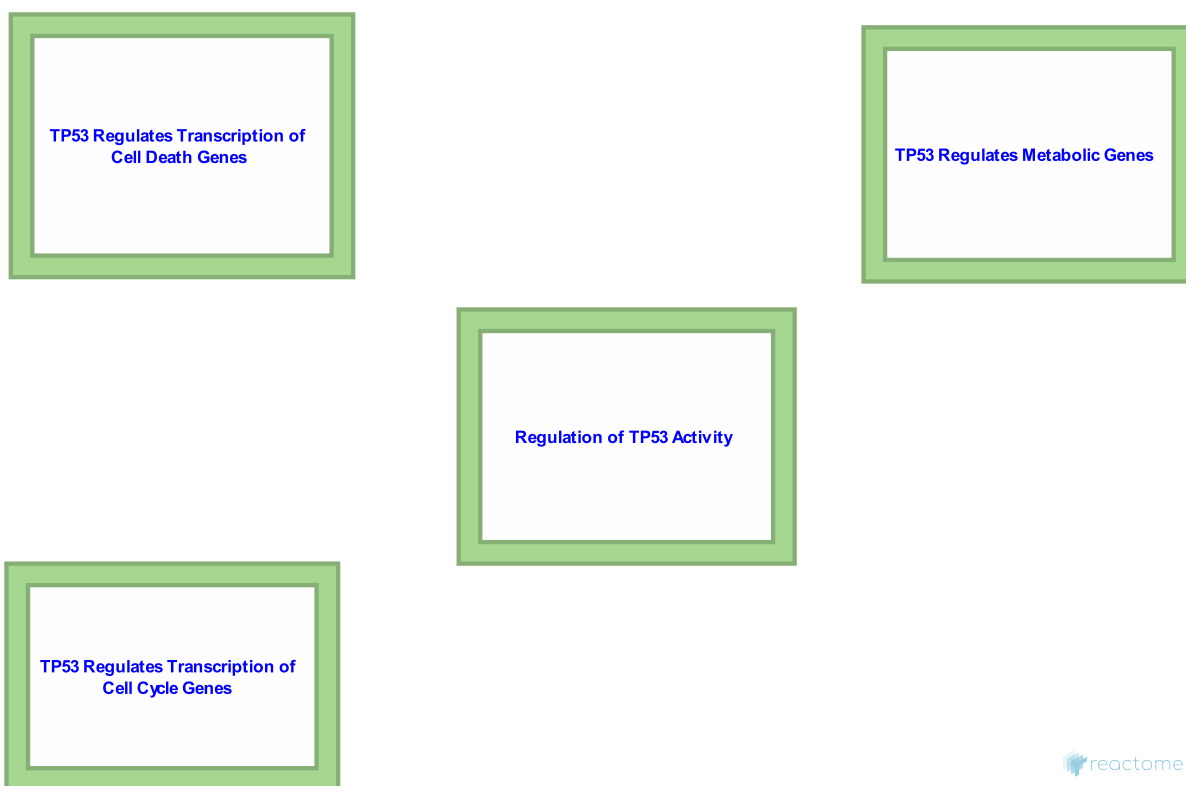 TP53 Regulates Transcription of
Cell Death Genes
TP53 Regulates Metabolic Genes
Regulation of TP53 Activity
TP53 Regulates Transcription of
Cell Cycle Genes
reactome